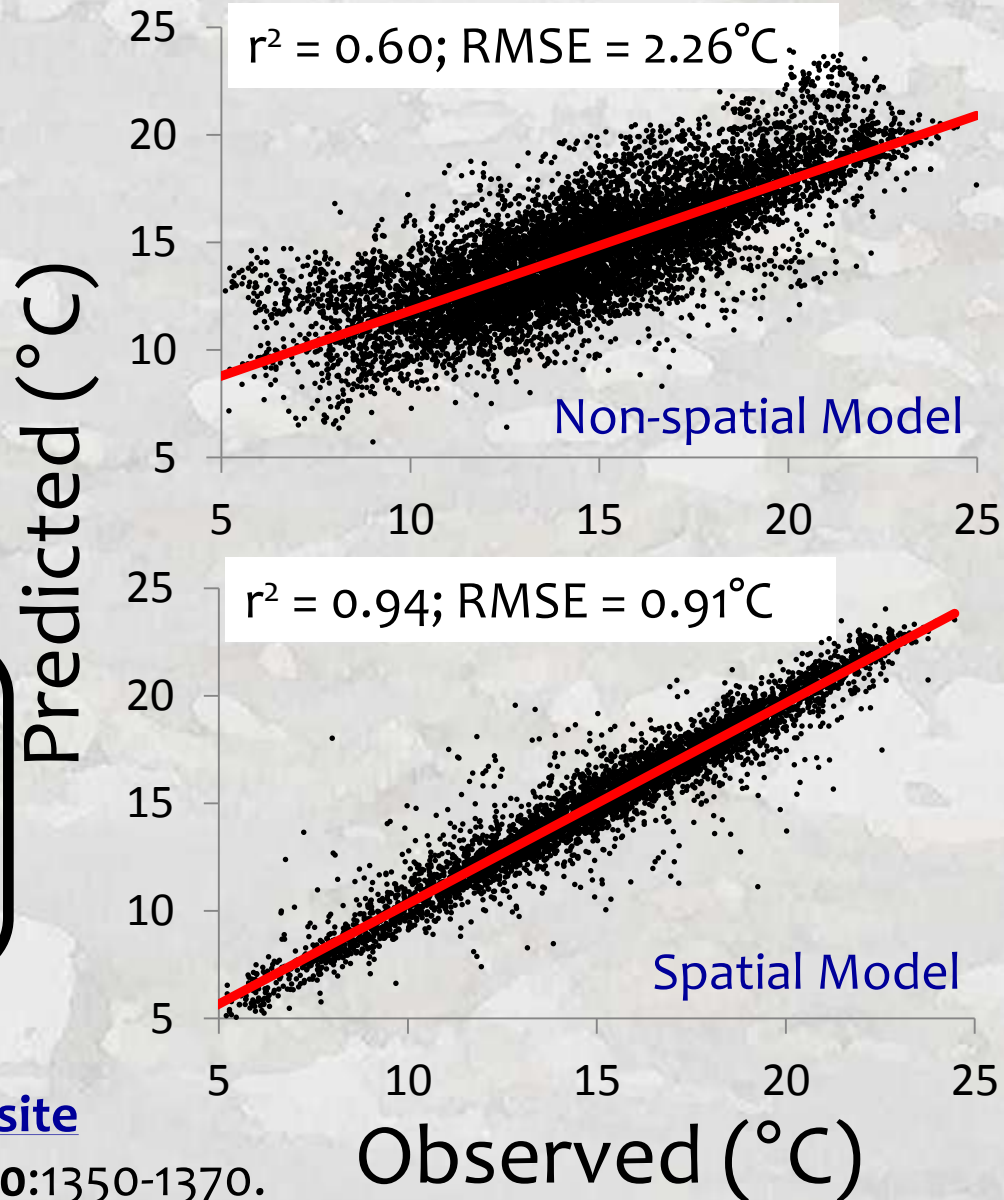 r² = 0.60; RMSE = 2.26°C
25
20
15
10
5
Non-spatial Model
5 10 15 20 25
Predicted (°C)
r² = 0.94; RMSE = 0.91°C
25
20
15
10
5
Spatial Model
5 10 15 20 25
Observed (°C)
site
0:1350-1370.